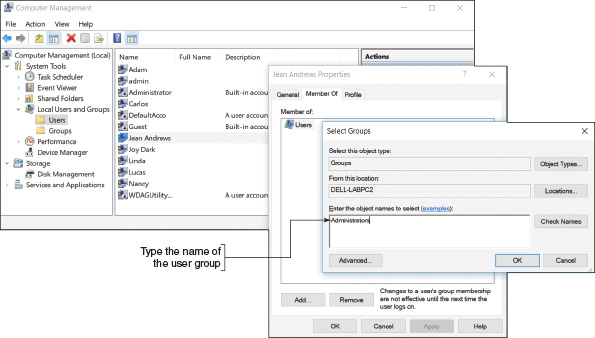 Computer Management
File Action View Help
Computer Management (Local)
System Tools
Task Scheduler
Event Viewer
Shared Folders
Local Users and Groups
Users
Groups
Performance
Device Manager
Storage
Disk Management
Services and Applications
Name Full Name Description
Adam
admin
Administrator Built-in accou
Carlos
DefaultAcco A user accoun
Guest Built-in accou
Jean Andrews
Joy Dark
Linda
Lucas
Nancy
WDAGUtility... A user accoun
Actions
Jean Andrews Properties
General Member Of Profile
Member of:
Users
Add... Remove
Changes to a user's group membership
are not effective until the next time the
user logs on.
OK Cancel Apply Help
Select Groups
Select this object type:
Groups Object Types...
From this location:
DELL-LABPC2 Locations...
Enter the object names to select (examples):
Administrators Check Names
Advanced... OK Cancel
Type the name of
the user group